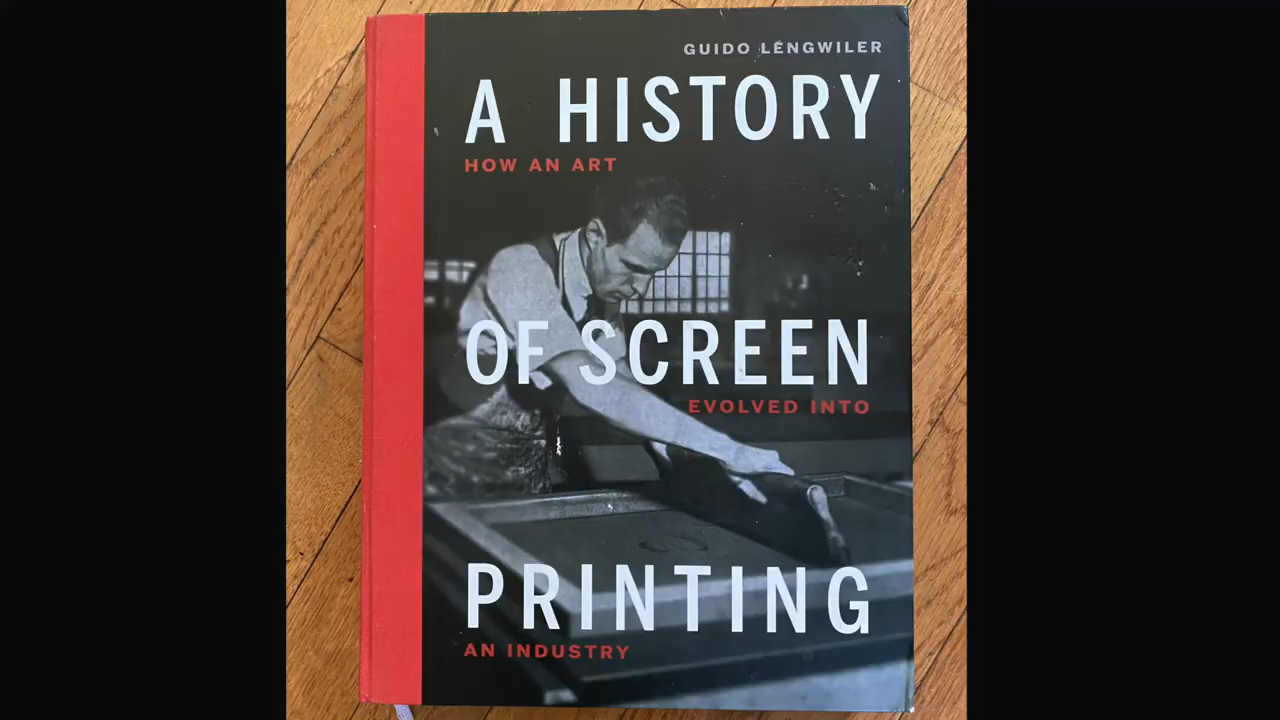 GUIDO LENGWILER
A HISTORY
HOW AN ART
OF SCREEN
EVOLVED INTO
PRINTING
AN INDUSTRY